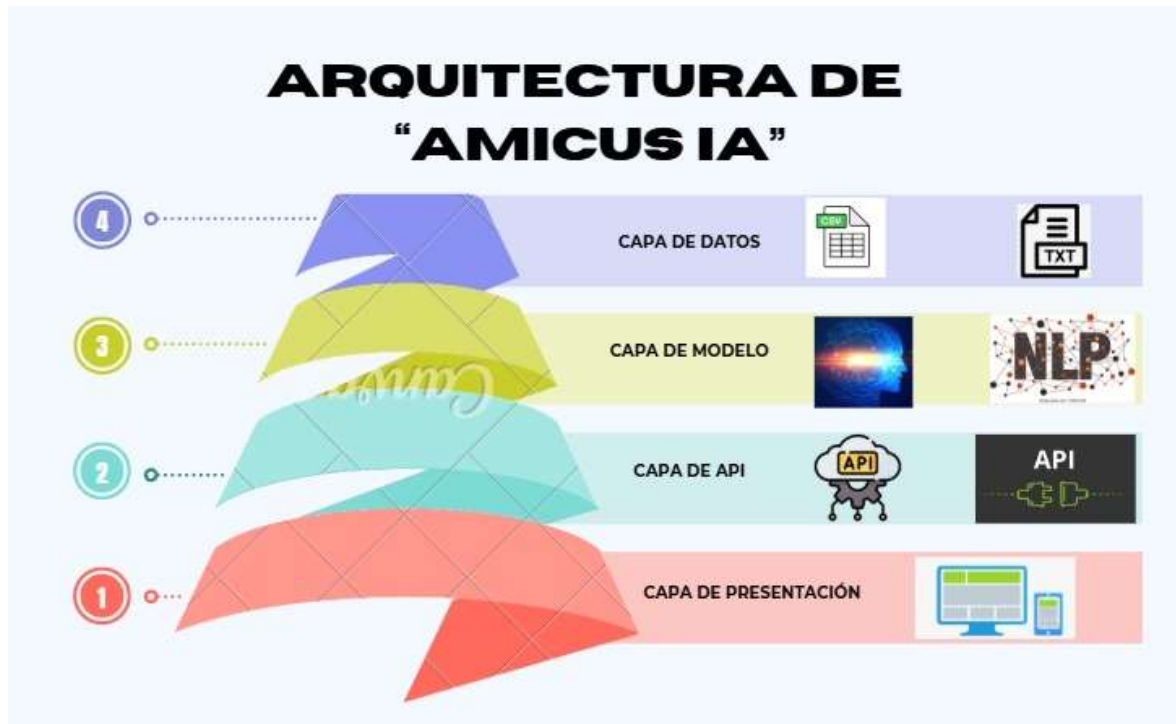 ARQUITECTURA DE
“AMICUS IA”
4
CAPA DE DATOS
CSV
TXT
3
CAPA DE MODELO
NLP
Canva
2
CAPA DE API
API
API
1
CAPA DE PRESENTACIÓN